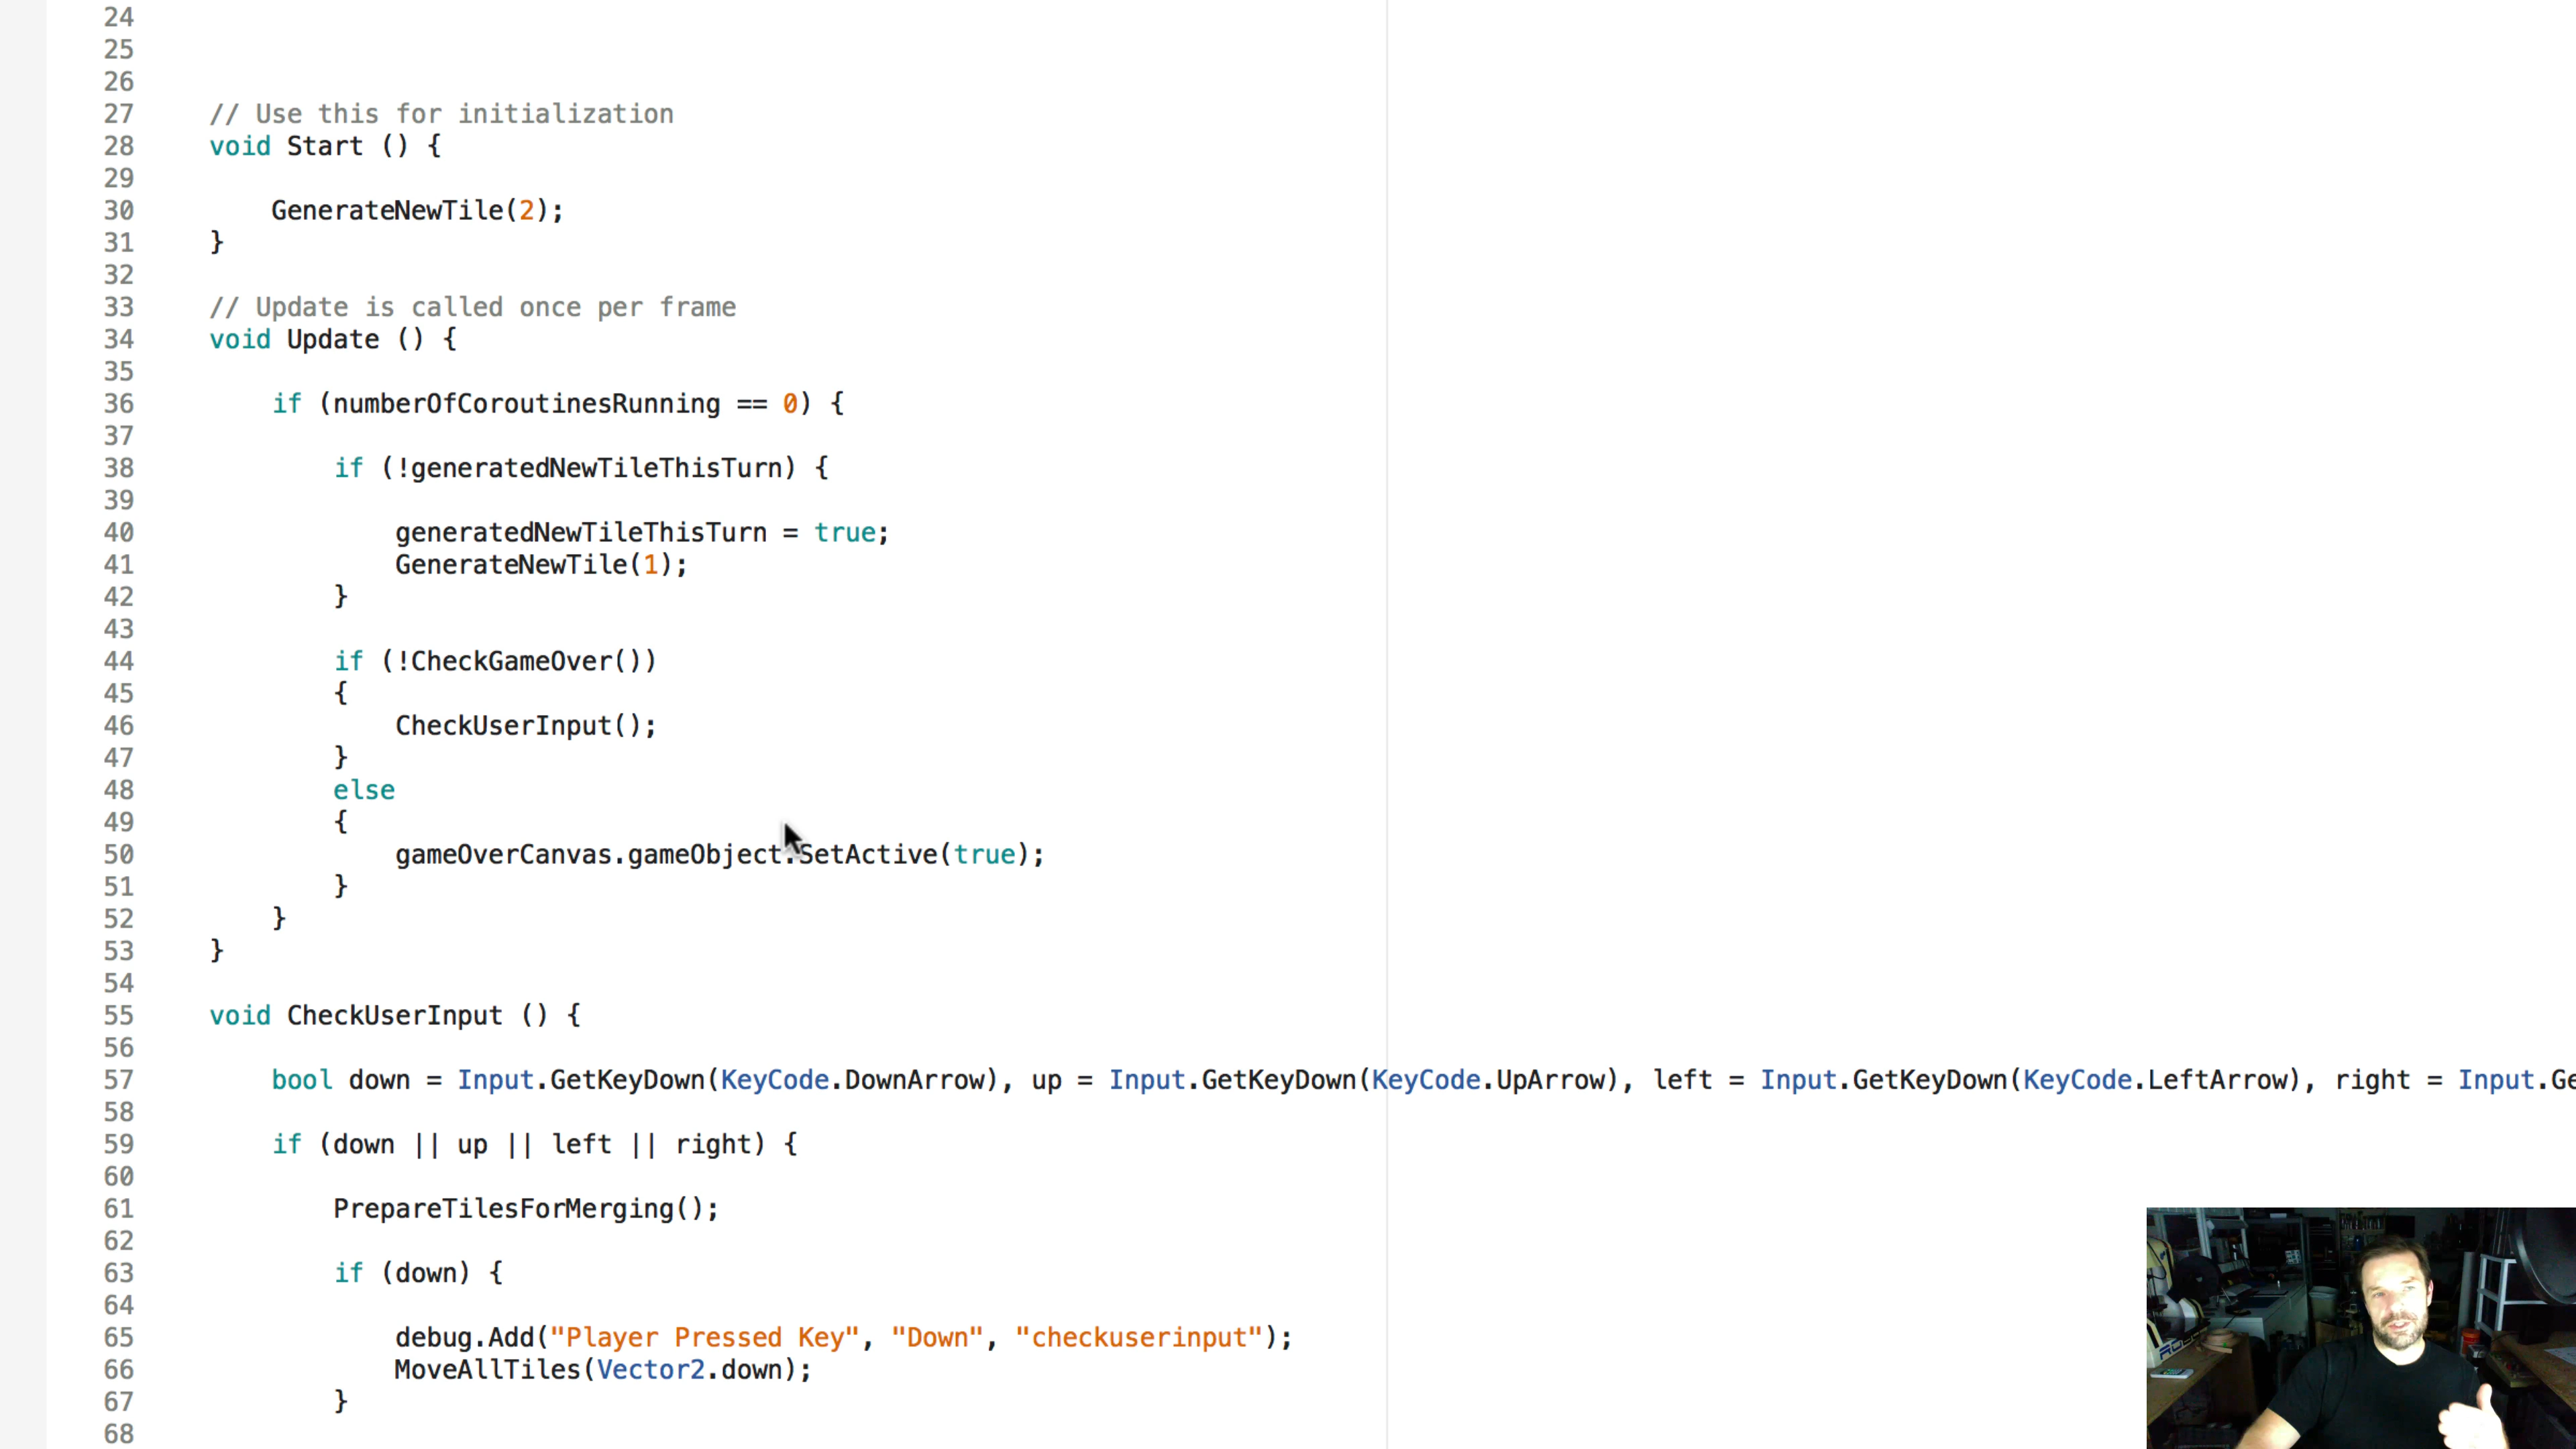 24
25
26
27 // Use this for initialization
28 void Start () {
29
30 GenerateNewTile(2);
31 }
32
33 // Update is called once per frame
34 void Update () {
35
36 if (numberOfCoroutinesRunning == 0) {
37
38 if (!generatedNewTileThisTurn) {
39
40 generatedNewTileThisTurn = true;
41 GenerateNewTile(1);
42 }
43
44 if (!CheckGameOver())
45 {
46 CheckUserInput();
47 }
48 else
49 {
50 gameOverCanvas.gameObject.SetActive(true);
51 }
52 }
53 }
54
55 void CheckUserInput () {
56
57 bool down = Input.GetKeyDown(KeyCode.DownArrow), up = Input.GetKeyDown(KeyCode.UpArrow), left = Input.GetKeyDown(KeyCode.LeftArrow), right = Input.Ge
58
59 if (down || up || left || right) {
60
61 PrepareTilesForMerging();
62
63 if (down) {
64
65 debug.Add("Player Pressed Key", "Down", "checkuserinput");
66 MoveAllTiles(Vector2.down);
67 }
68